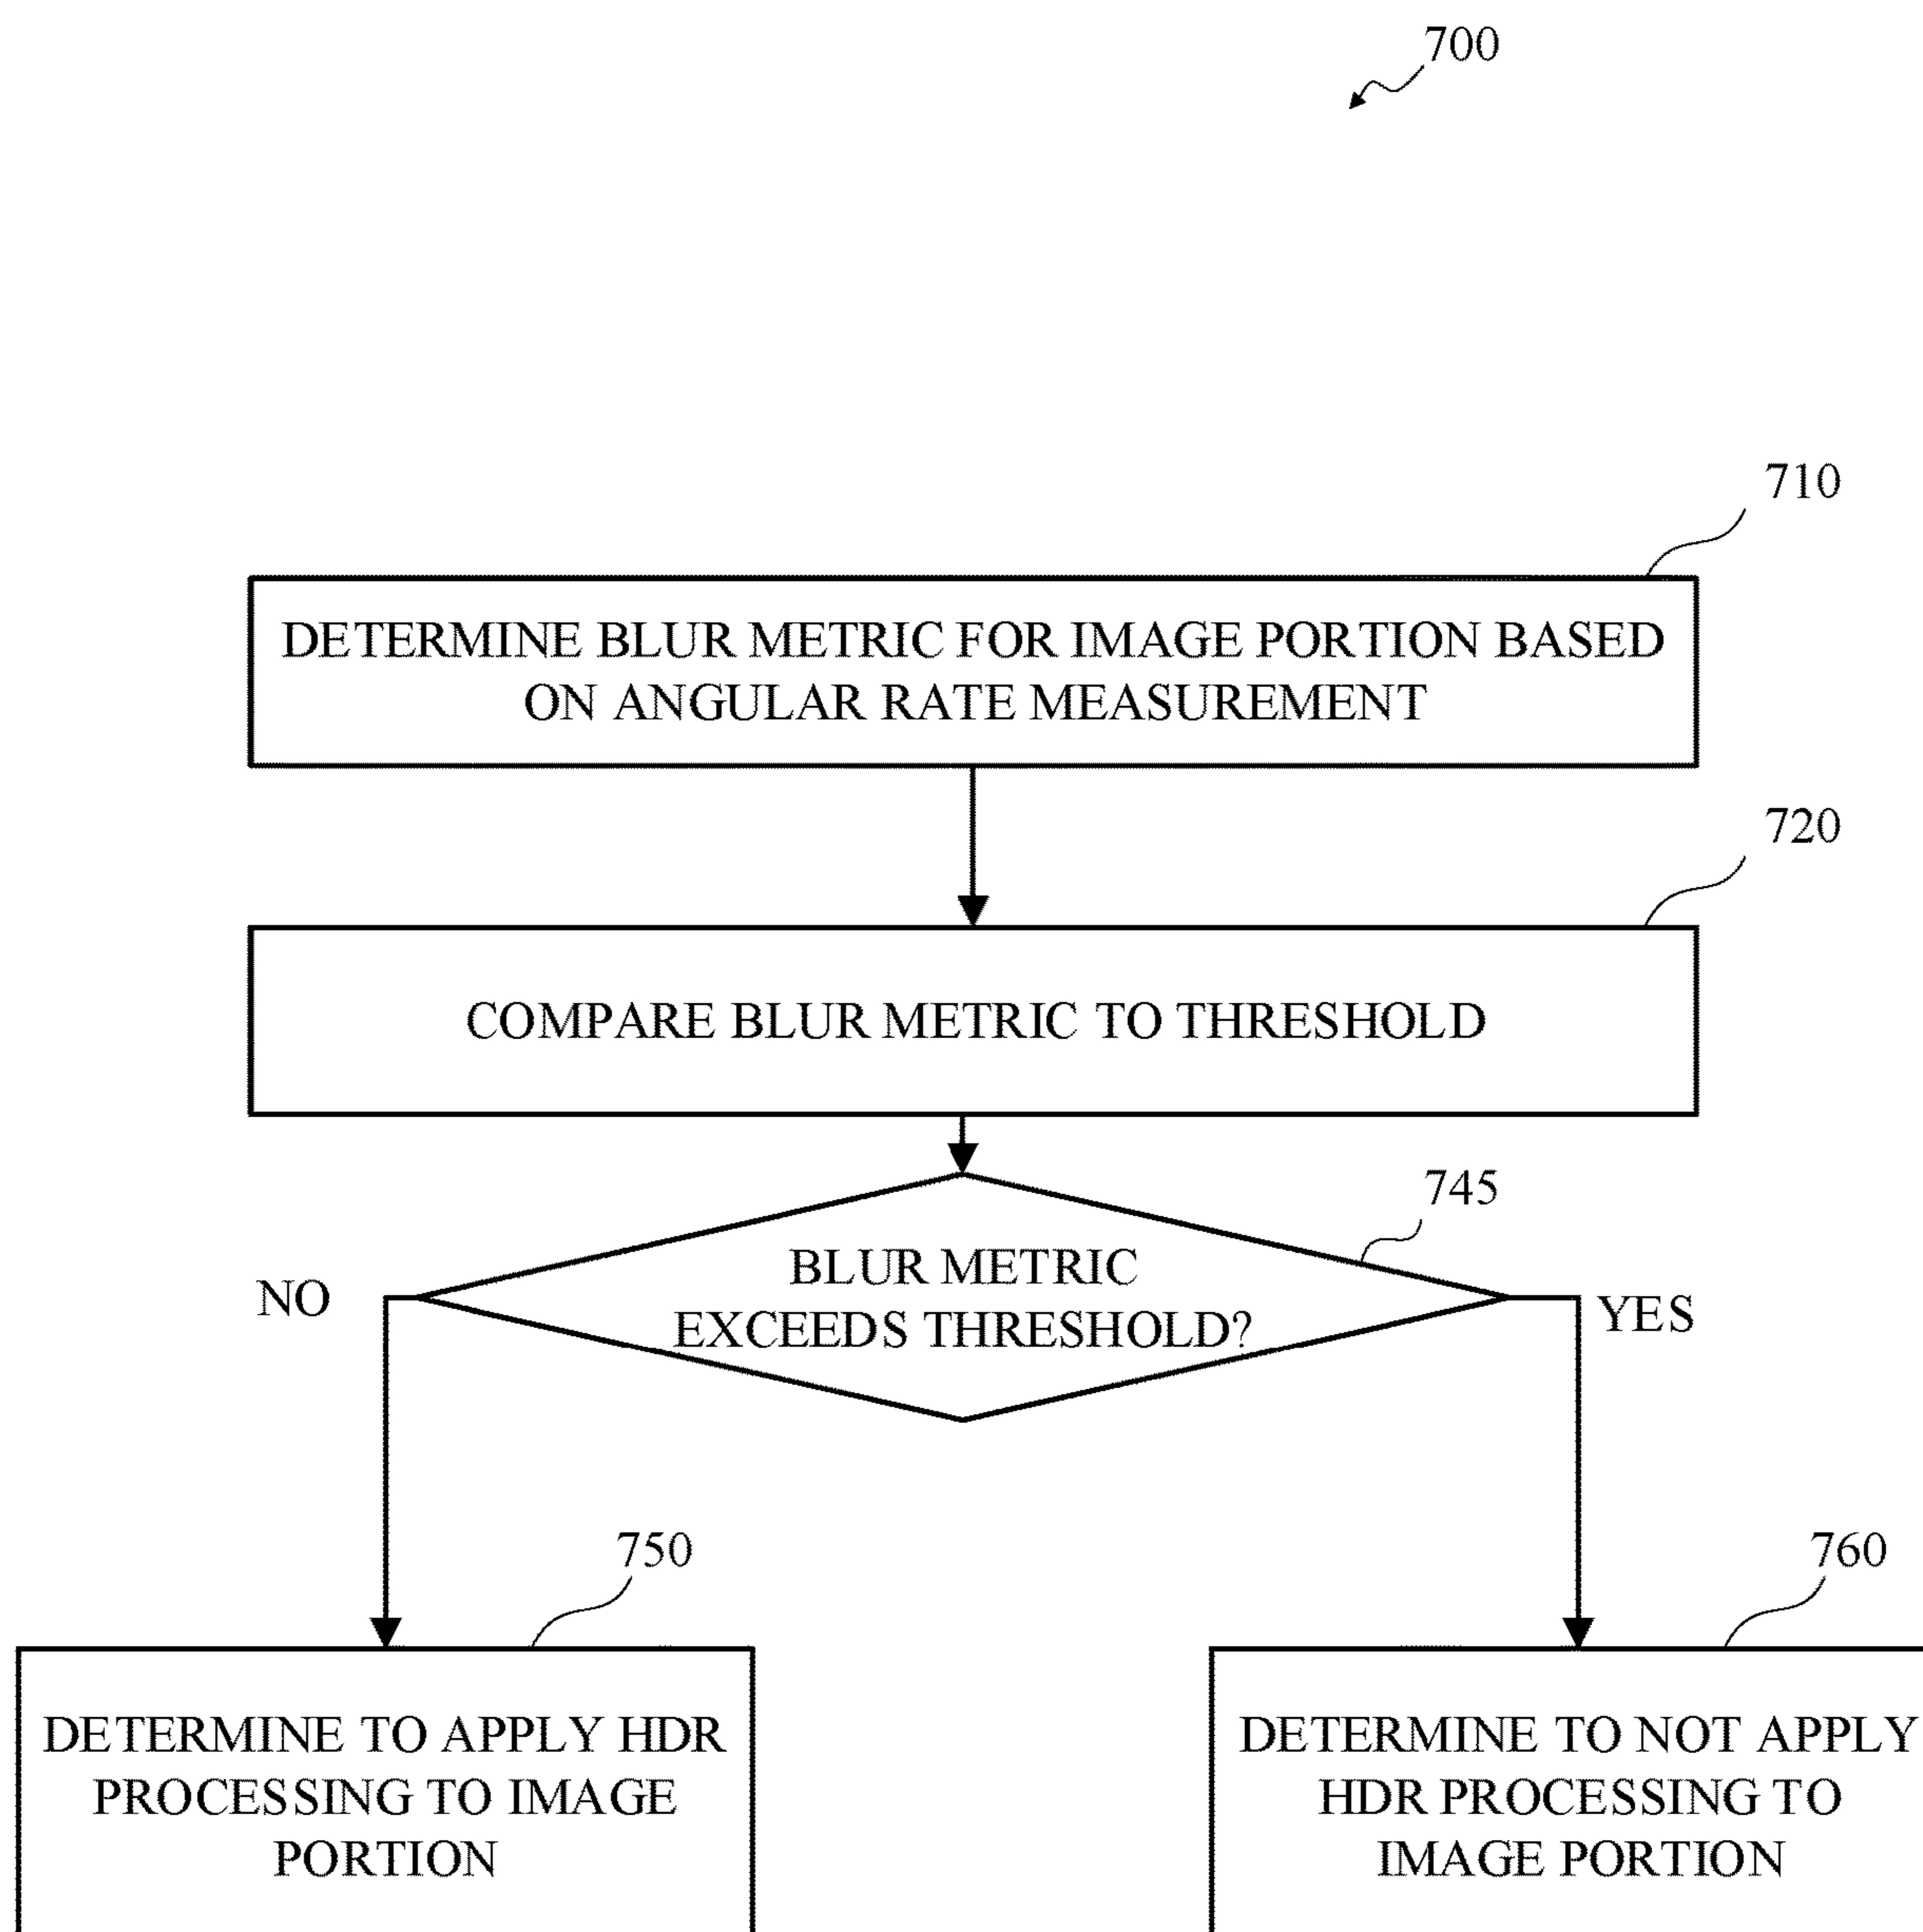 700
710
DETERMINE BLUR METRIC FOR IMAGE PORTION BASED
ON ANGULAR RATE MEASUREMENT
720
COMPARE BLUR METRIC TO THRESHOLD
745
BLUR METRIC
EXCEEDS THRESHOLD?
NO
YES
750
DETERMINE TO APPLY HDR
PROCESSING TO IMAGE
PORTION
760
DETERMINE TO NOT APPLY
HDR PROCESSING TO
IMAGE PORTION